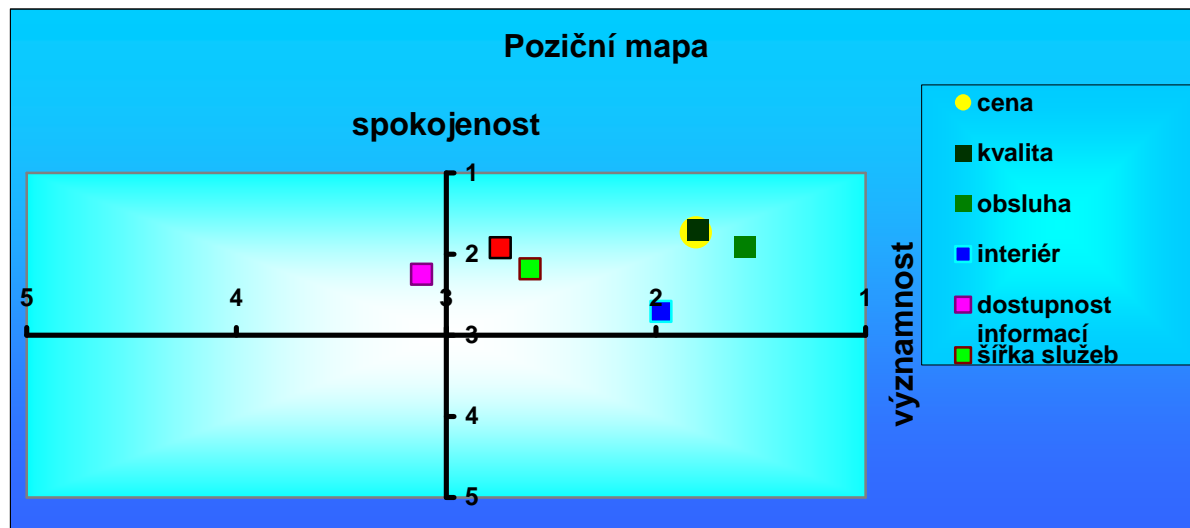 Poziční mapa
spokojenost
1
2
5 4 3 2 1
3
4
5
významnost
cena
kvalita
obsluha
interiér
dostupnost
informací
šířka služeb